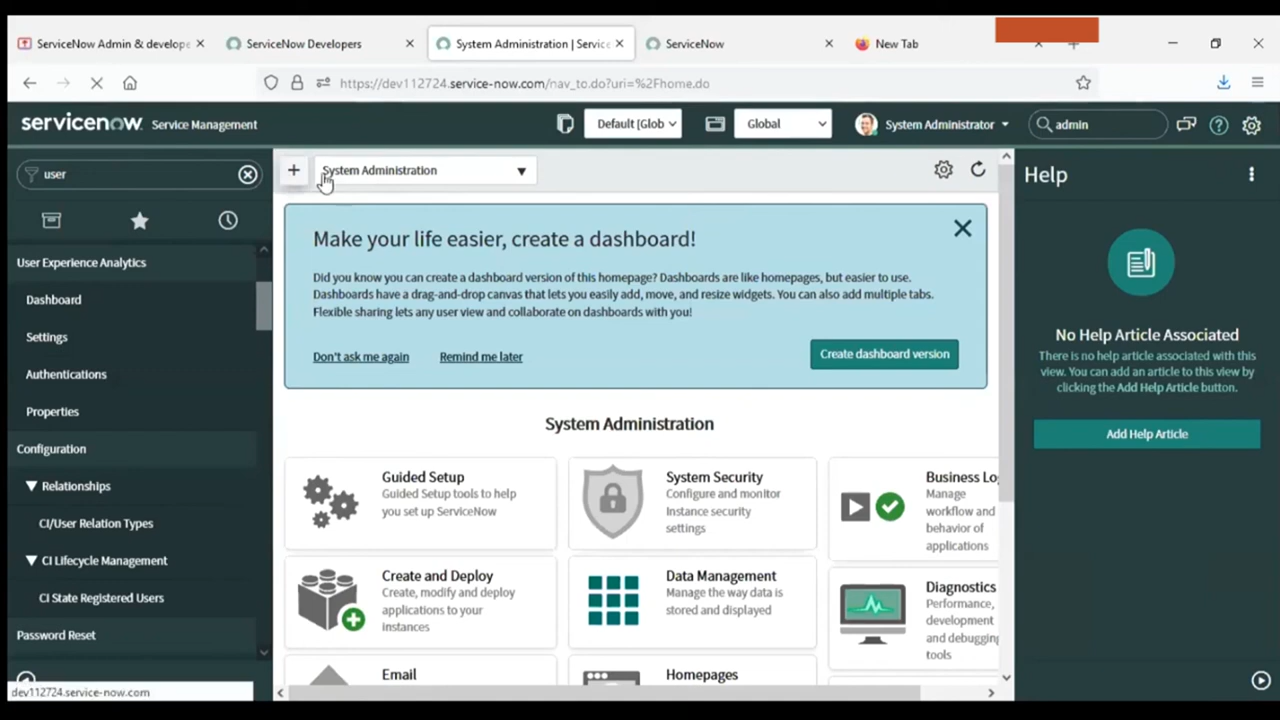 ServiceNow Admin & develope
ServiceNow Developers
System Administration | Service
ServiceNow
New Tab
https://dev112724.service-now.com/nav_to.do?uri=%2Fhome.do
servicenow Service Management
Default [Glob
Global
System Administrator
admin
user
System Administration
Help
User Experience Analytics
Dashboard
Settings
Authentications
Properties
Configuration
Relationships
CI/User Relation Types
CI Lifecycle Management
CI State Registered Users
Password Reset
dev112724.service-now.com
Make your life easier, create a dashboard!
Did you know you can create a dashboard version of this homepage? Dashboards are like homepages, but easier to use.
Dashboards have a drag-and-drop canvas that lets you easily add, move, and resize widgets. You can also add multiple tabs.
Flexible sharing lets any user view and collaborate on dashboards with you!
Don't ask me again
Remind me later
Create dashboard version
System Administration
Guided Setup
Guided Setup tools to help
you set up ServiceNow
System Security
Configure and monitor
Instance security
settings
Business Lo
Manage
workflow and
behavior of
applications
Create and Deploy
Create, modify and deploy
applications to your
instances
Data Management
Manage the way data is
stored and displayed
Diagnostics
Performance,
development
and debugging
tools
Email
Homepages
No Help Article Associated
There is no help article associated with this
view. You can add an article to this view by
clicking the Add Help Article button.
Add Help Article